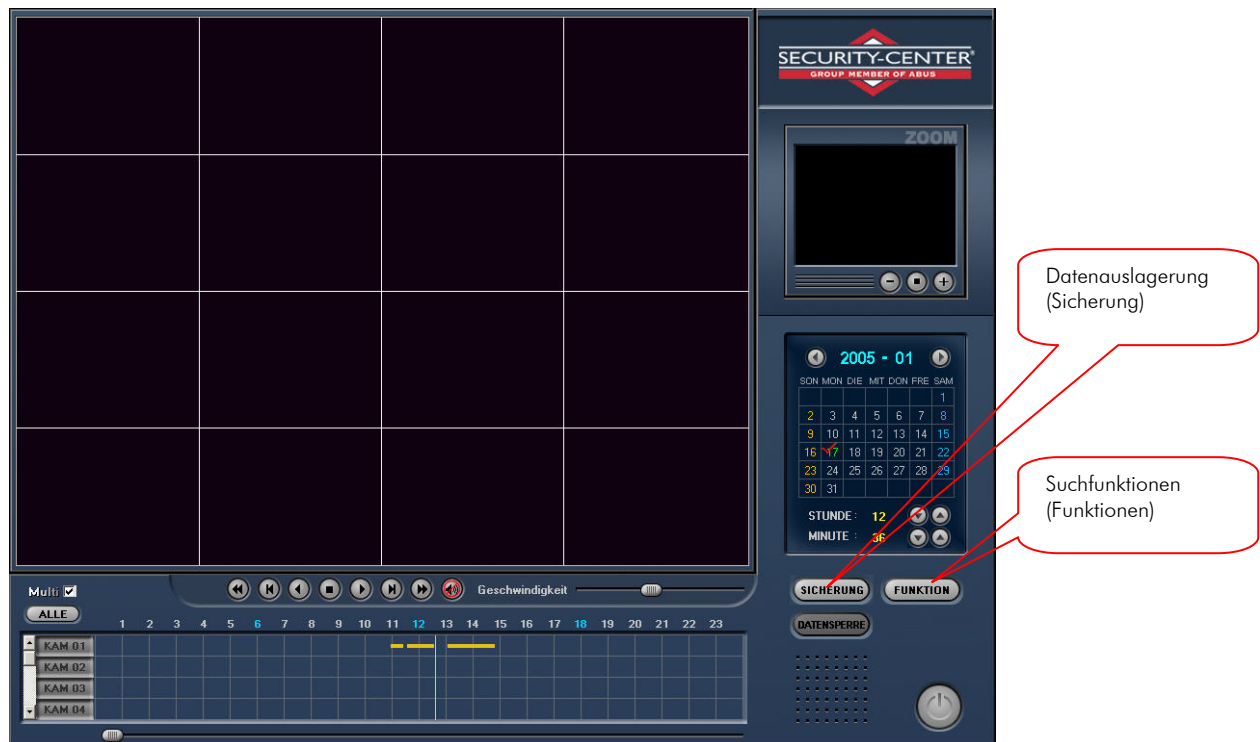 SECURITY-CENTER®
GROUP MEMBER OF ABUS
ZOOM
Datenauslagerung
(Sicherung)
2005 - 01
SON MON DIE MIT DON FRE SAM
1
2 3 4 5 6 7 8
9 10 11 12 13 14 15
16 17 18 19 20 21 22
23 24 25 26 27 28 29
30 31
STUNDE : 12
MINUTE : 36
Suchfunktionen
(Funktionen)
SICHERUNG FUNKTION
DATENSPERRE
Multi
Geschwindigkeit
ALLE
1 2 3 4 5 6 7 8 9 10 11 12 13 14 15 16 17 18 19 20 21 22 23
KAM 01
KAM 02
KAM 03
KAM 04